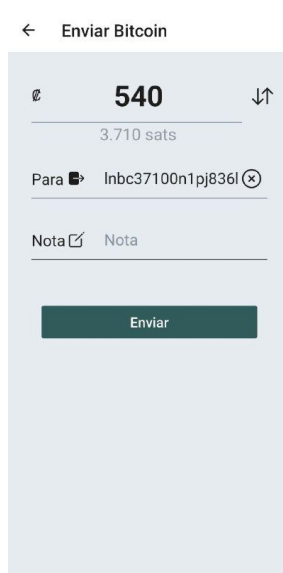 Enviar Bitcoin
₡ 540
3.710 sats
Para lnbc37100n1pj836l
Nota Nota
Enviar